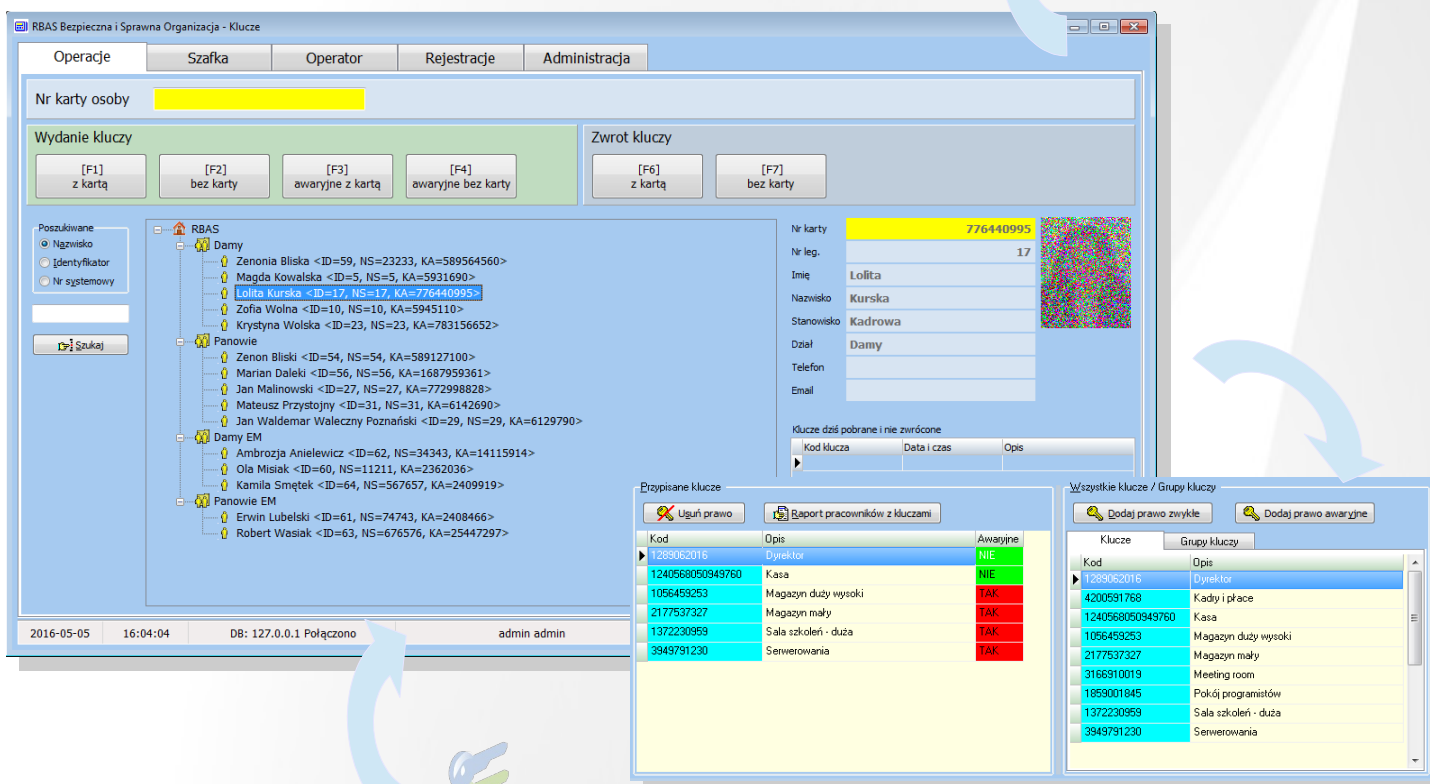 RBAS Bezpieczna i Sprawna Organizacja - Klucze
Operacje Szafka Operator Rejestracje Administracja
Nr karty osoby
Wydanie kluczy
[F1] z kartą
[F2] bez karty
[F3] awaryjne z kartą
[F4] awaryjne bez karty
Zwrot kluczy
[F6] z kartą
[F7] bez karty
Poszukiwane
Nazwisko
Identyfikator
Nr systemowy
Szukaj
RBAS
Damy
Zenonia Bliska <ID=59, NS=23233, KA=589564560>
Magda Kowalska <ID=5, NS=5, KA=5931690>
Lolita Kurska <ID=17, NS=17, KA=776440995>
Zofia Wolna <ID=10, NS=10, KA=5945110>
Krystyna Wolska <ID=23, NS=23, KA=783156652>
Panowie
Zenon Bliski <ID=54, NS=54, KA=589127100>
Marian Daleki <ID=56, NS=56, KA=1687959361>
Jan Malinowski <ID=27, NS=27, KA=772998828>
Mateusz Przystojny <ID=31, NS=31, KA=6142690>
Jan Waldemar Waleczny Poznański <ID=29, NS=29, KA=6129790>
Damy EM
Ambrozja Anielewicz <ID=62, NS=34343, KA=14115914>
Ola Misiak <ID=60, NS=11211, KA=2362036>
Kamila Smętek <ID=64, NS=567657, KA=2409919>
Panowie EM
Erwin Lubelski <ID=61, NS=74743, KA=2408466>
Robert Wasiak <ID=63, NS=676576, KA=25447297>
Nr karty 776440995
Nr leg. 17
Imię Lolita
Nazwisko Kurska
Stanowisko Kadrowa
Dział Damy
Telefon
Email
Klucze dziś pobrane i nie zwrócone
Kod klucza Data i czas Opis
2016-05-05 16:04:04 DB: 127.0.0.1 Połączono admin admin
Przypisane klucze
Usuń prawo Raport pracowników z kluczami
Kod Opis Awaryjne
1289062016 Dyrektor NIE
1240568050949760 Kasa NIE
1056459253 Magazyn duży wysoki TAK
2177537327 Magazyn mały TAK
1372230959 Sala szkoleń - duża TAK
3949791230 Serwerowania TAK
Wszystkie klucze / Grupy kluczy
Dodaj prawo zwykłe Dodaj prawo awaryjne
Klucze Grupy kluczy
Kod Opis
1289062016 Dyrektor
4200591768 Kadry i płace
1240568050949760 Kasa
1056459253 Magazyn duży wysoki
2177537327 Magazyn mały
3166910019 Meeting room
1859001845 Pokój programistów
1372230959 Sala szkoleń - duża
3949791230 Serwerowania